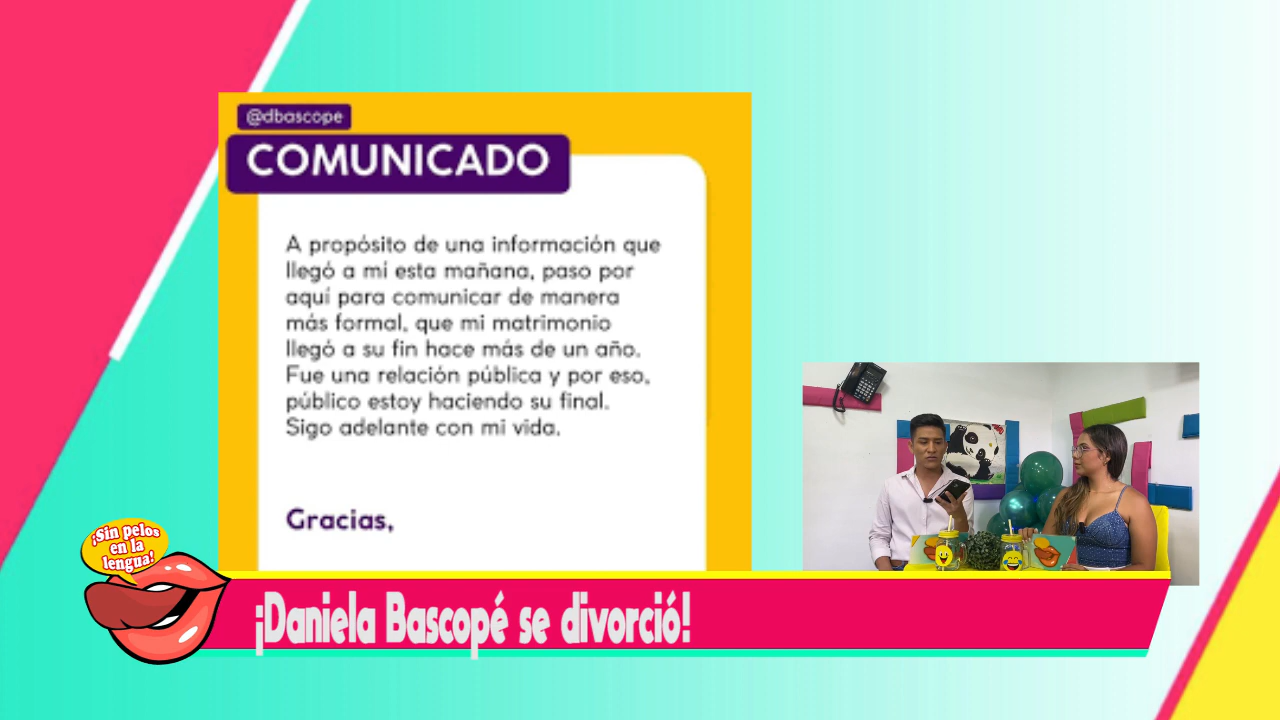 @dbascope
COMUNICADO
A propósito de una información que
llegó a mí esta mañana, paso por
aquí para comunicar de manera
más formal, que mi matrimonio
llegó a su fin hace más de un año.
Fue una relación pública y por eso,
público estoy haciendo su final.
Sigo adelante con mi vida.
Gracias,
¡Sin pelos
en la
lengua!
¡Daniela Bascopé se divorció!